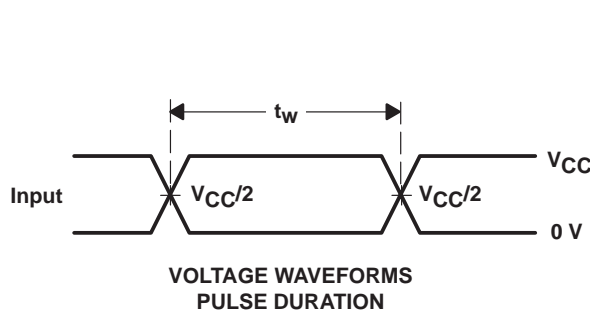 tw
VCC
Input
VCC/2
VCC/2
0 V
VOLTAGE WAVEFORMS
PULSE DURATION